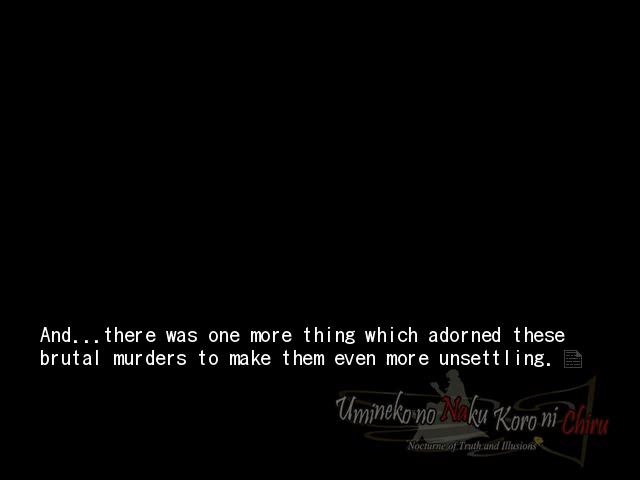 And...there was one more thing which adorned these
brutal murders to make them even more unsettling.
Umineko no Naku Koro ni Chiru
Nocturne of Truth and Illusions